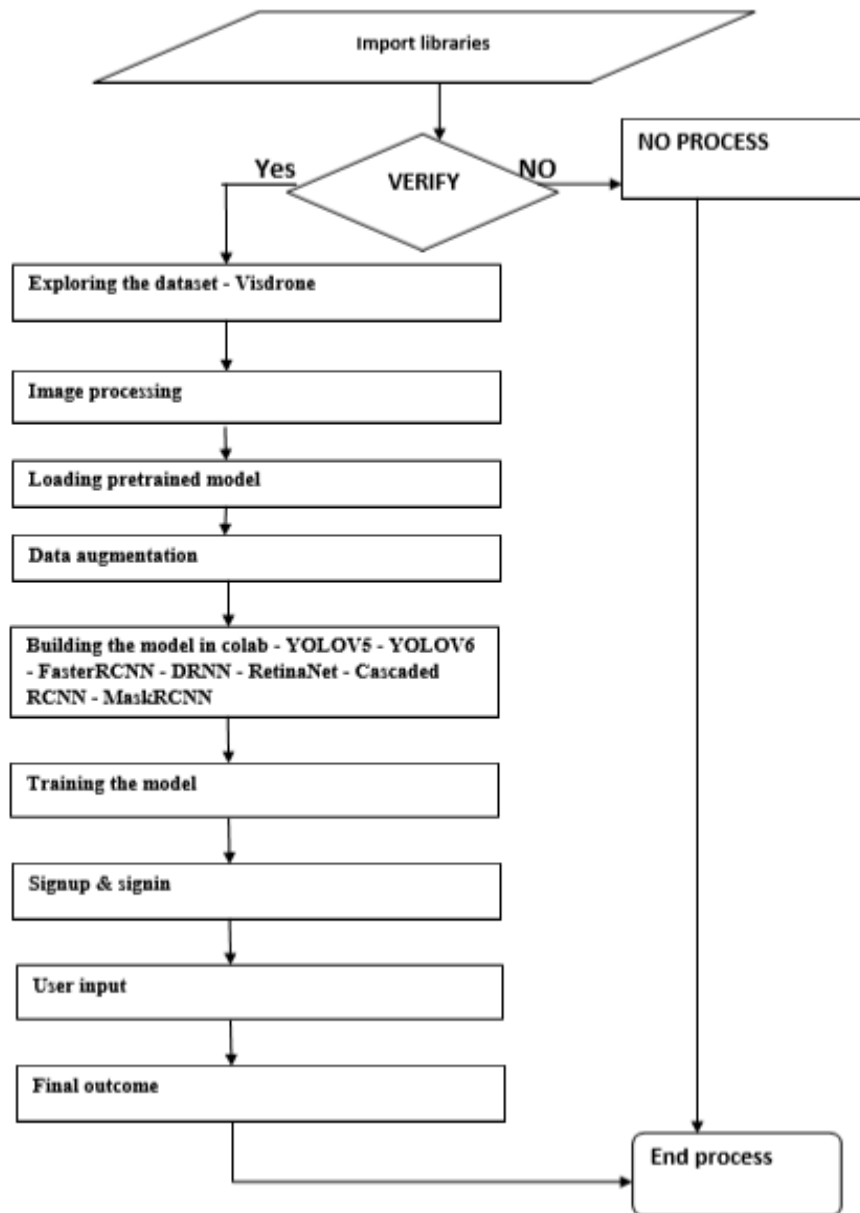 Import libraries
VERIFY
Yes
NO
NO PROCESS
Exploring the dataset - Visdrone
Image processing
Loading pretrained model
Data augmentation
Building the model in colab - YOLOV5 - YOLOV6
- FasterRCNN - DRNN - RetinaNet - Cascaded
RCNN - MaskRCNN
Training the model
Signup & signin
User input
Final outcome
End process